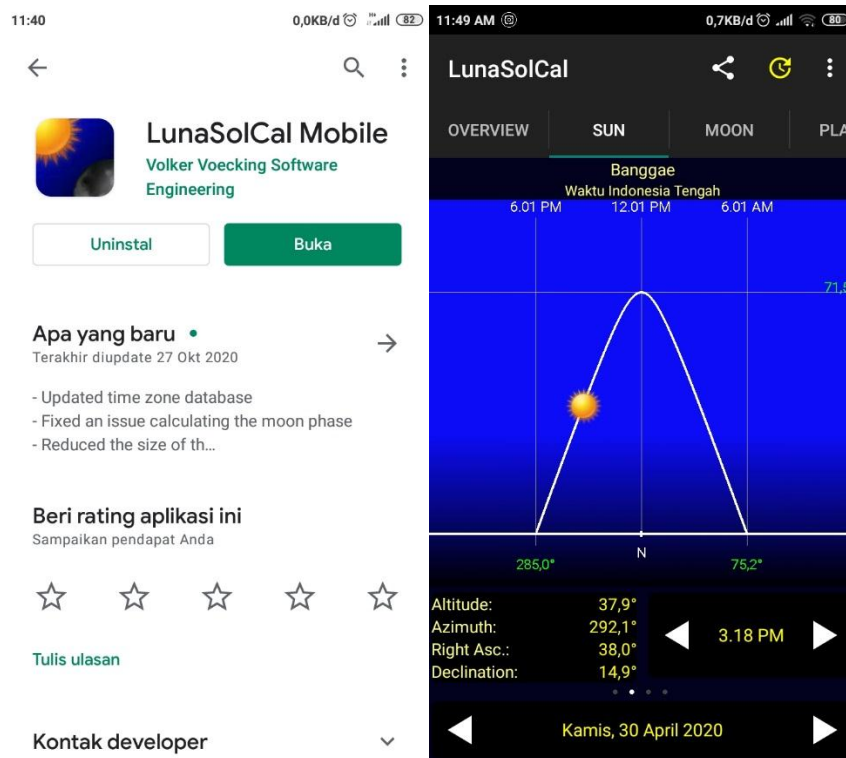 11:40
0,0KB/d
82
LunaSolCal Mobile
Volker Voecking Software
Engineering
Uninstal
Buka
Apa yang baru
Terakhir diupdate 27 Okt 2020
- Updated time zone database
- Fixed an issue calculating the moon phase
- Reduced the size of th...
Beri rating aplikasi ini
Sampaikan pendapat Anda
Tulis ulasan
Kontak developer
11:49 AM
0,7KB/d
80
LunaSolCal
OVERVIEW
SUN
MOON
PLA
Banggae
Waktu Indonesia Tengah
6.01 PM
12.01 PM
6.01 AM
71,5
N
285,0°
75,2°
Altitude: 37,9°
Azimuth: 292,1°
Right Asc.: 38,0°
Declination: 14,9°
3.18 PM
Kamis, 30 April 2020